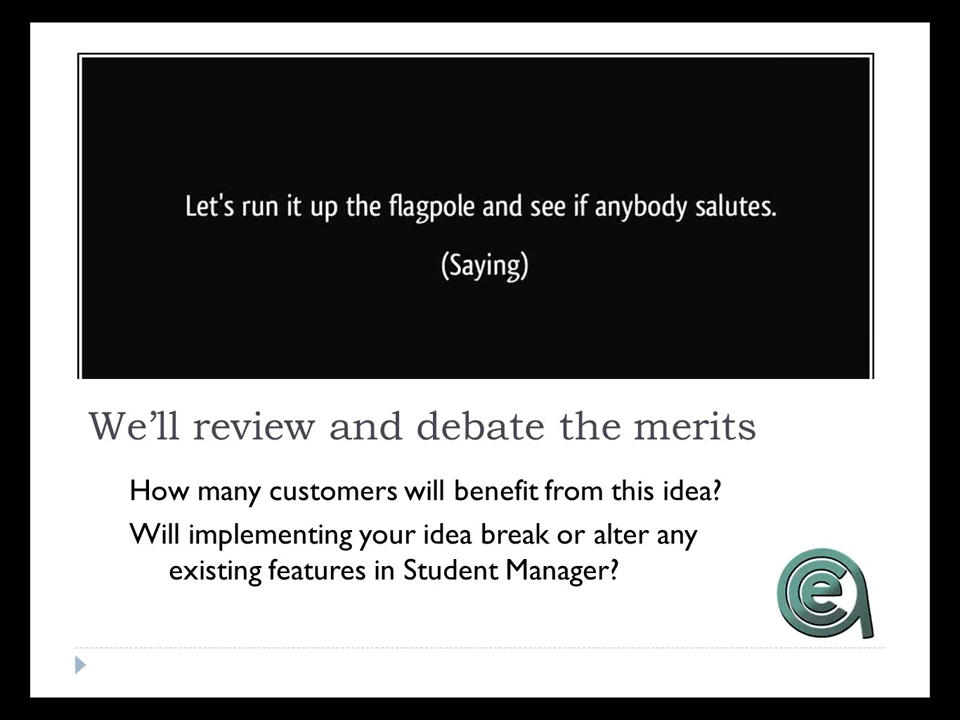 Let's run it up the flagpole and see if anybody salutes.
(Saying)
We’ll review and debate the merits
How many customers will benefit from this idea?
Will implementing your idea break or alter any
existing features in Student Manager?